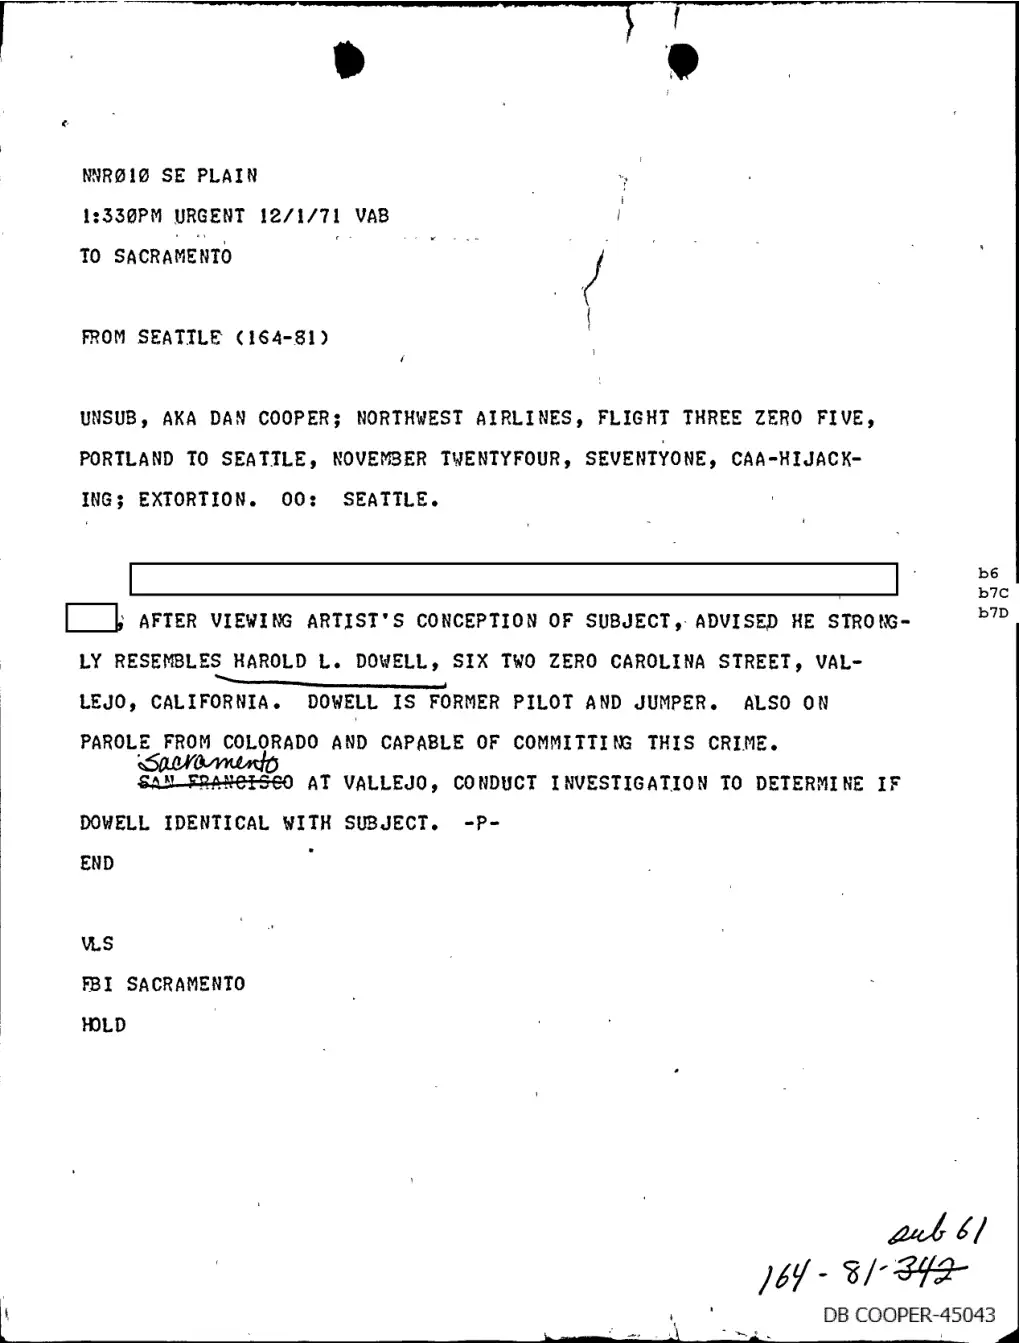 NNRØ1Ø SE PLAIN
1:33ØPM URGENT 12/1/71 VAB
TO SACRAMENTO
FROM SEATTLE (164-81)
UNSUB, AKA DAN COOPER; NORTHWEST AIRLINES, FLIGHT THREE ZERO FIVE,
PORTLAND TO SEATTLE, NOVEMBER TWENTYFOUR, SEVENTYONE, CAA-HIJACK-
ING; EXTORTION. OO: SEATTLE.
b6
b7C
b7D
, AFTER VIEWING ARTIST'S CONCEPTION OF SUBJECT, ADVISED HE STRONG-
LY RESEMBLES HAROLD L. DOWELL, SIX TWO ZERO CAROLINA STREET, VAL-
LEJO, CALIFORNIA. DOWELL IS FORMER PILOT AND JUMPER. ALSO ON
PAROLE FROM COLORADO AND CAPABLE OF COMMITTING THIS CRIME.
Sacramento
SAN FRANCISCO AT VALLEJO, CONDUCT INVESTIGATION TO DETERMINE IF
DOWELL IDENTICAL WITH SUBJECT. -P-
END
VLS
FBI SACRAMENTO
HOLD
sub 61
164-81-342
DB COOPER-45043